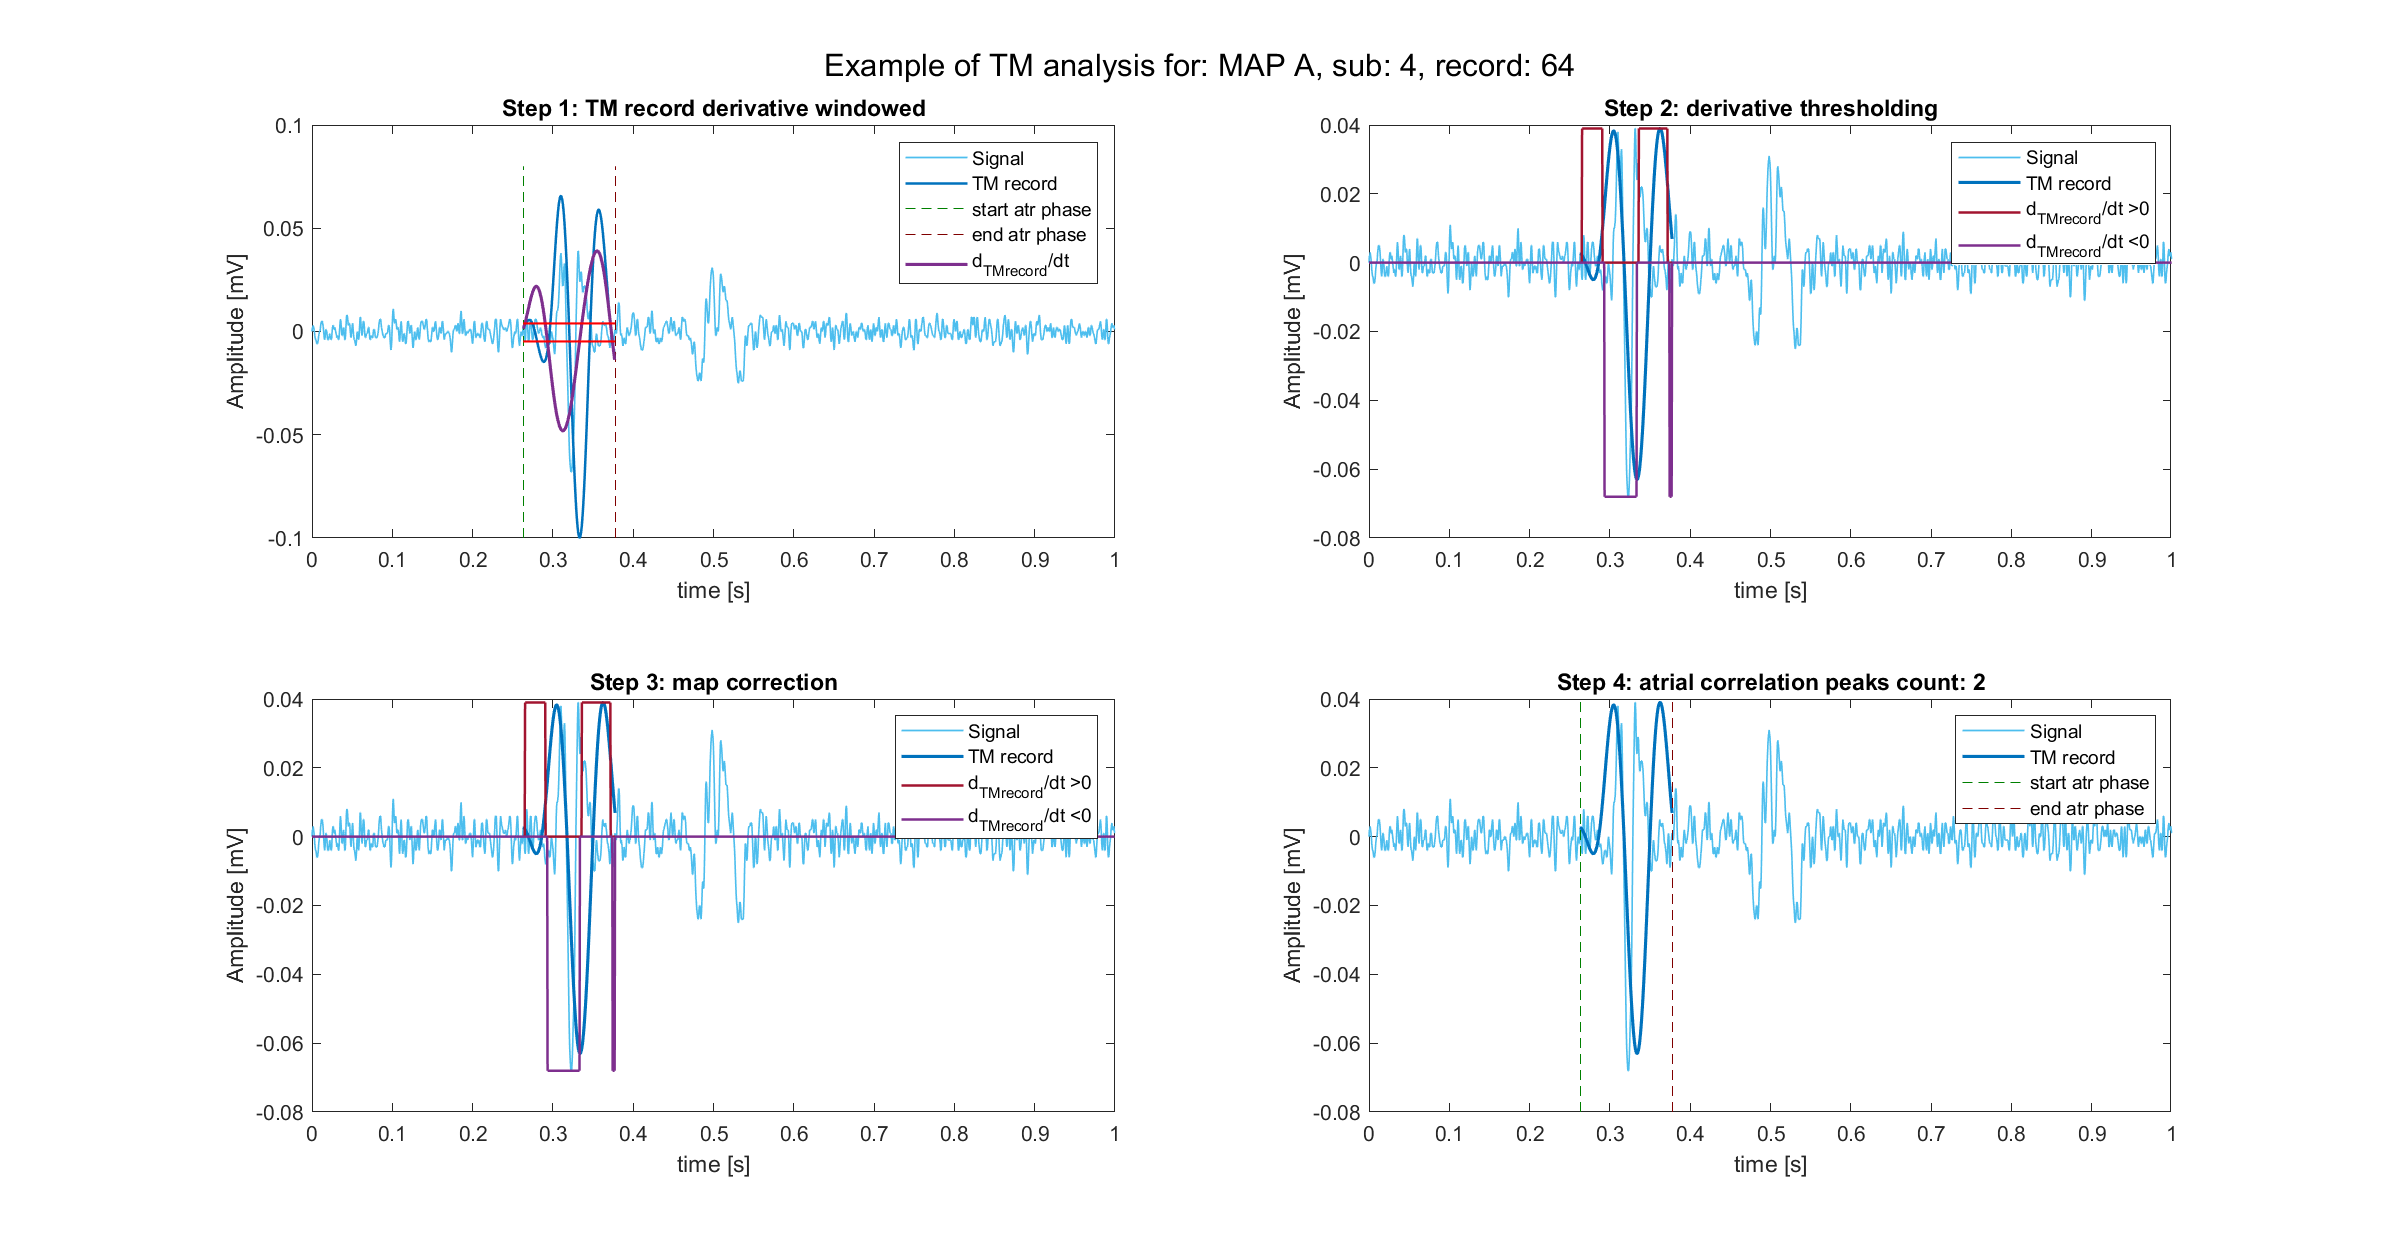 Example of TM analysis for: MAP A, sub: 4, record: 64
Step 1: TM record derivative windowed
0.1
0.05
0
-0.05
-0.1
Amplitude [mV]
0 0.1 0.2 0.3 0.4 0.5 0.6 0.7 0.8 0.9 1
time [s]
Signal
TM record
start atr phase
end atr phase
dTMrecord/dt
Step 2: derivative thresholding
0.04
0.02
0
-0.02
-0.04
-0.06
-0.08
Amplitude [mV]
0 0.1 0.2 0.3 0.4 0.5 0.6 0.7 0.8 0.9 1
time [s]
Signal
TM record
dTMrecord/dt >0
dTMrecord/dt <0
Step 3: map correction
0.04
0.02
0
-0.02
-0.04
-0.06
-0.08
Amplitude [mV]
0 0.1 0.2 0.3 0.4 0.5 0.6 0.7 0.8 0.9 1
time [s]
Signal
TM record
dTMrecord/dt >0
dTMrecord/dt <0
Step 4: atrial correlation peaks count: 2
0.04
0.02
0
-0.02
-0.04
-0.06
-0.08
Amplitude [mV]
0 0.1 0.2 0.3 0.4 0.5 0.6 0.7 0.8 0.9 1
time [s]
Signal
TM record
start atr phase
end atr phase